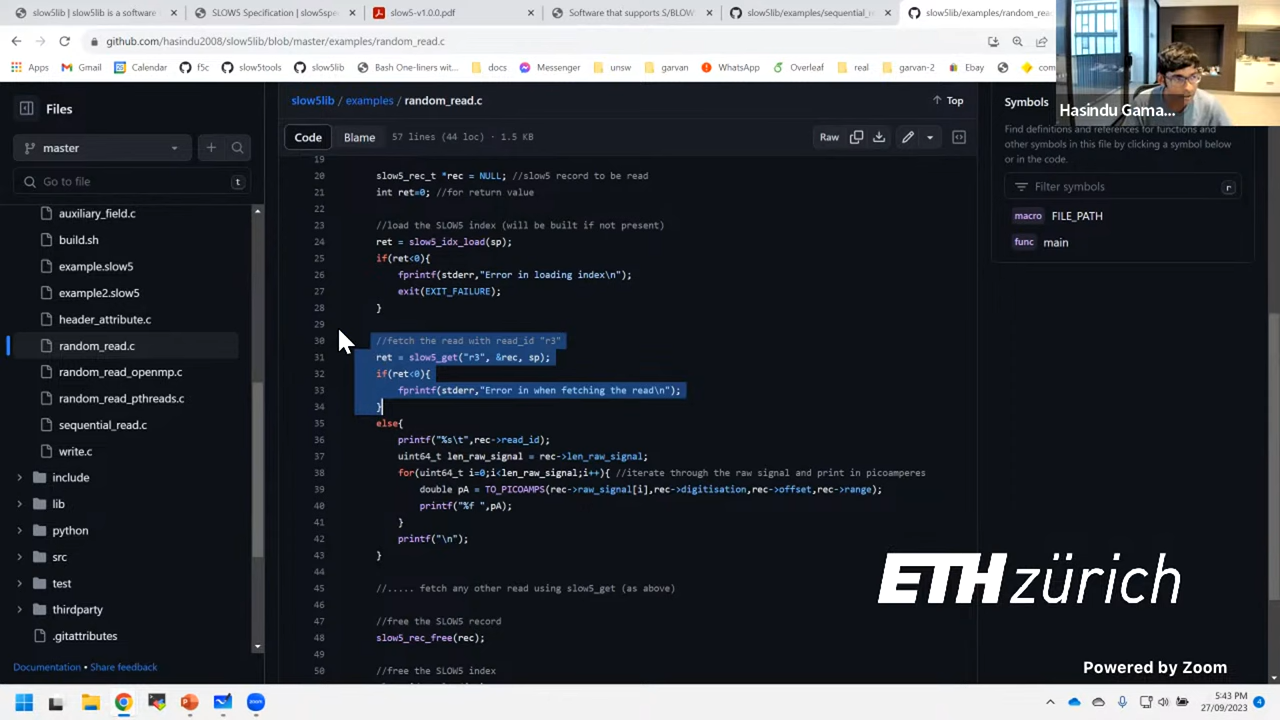 slow5lib | slow5lib is a software
SLOW5 Specification | slow5spe
slow5-v1.0.0.pdf
Software that supports S/BLOW
slow5lib/examples/sequential_r
slow5lib/examples/random_rea
github.com/hasindu2008/slow5lib/blob/master/examples/random_read.c
Apps
Gmail
Calendar
f5c
slow5tools
slow5lib
Bash One-liners wit...
docs
Messenger
unsw
garvan
WhatsApp
Overleaf
real
garvan-2
Ebay
com
Hasindu Gama...
Files
slow5lib / examples / random_read.c
Top
Symbols
master
Code
Blame
57 lines (44 loc) · 1.5 KB
Raw
Find definitions and references for functions and
other symbols in this file by clicking a symbol below
or in the code.
Go to file
t
Filter symbols
r
macro FILE_PATH
func main
auxiliary_field.c
build.sh
example.slow5
example2.slow5
header_attribute.c
random_read.c
random_read_openmp.c
random_read_pthreads.c
sequential_read.c
write.c
include
lib
python
src
test
thirdparty
.gitattributes
Documentation • Share feedback
19
20 slow5_rec_t *rec = NULL; //slow5 record to be read
21 int ret=0; //for return value
22
23 //load the SLOW5 index (will be built if not present)
24 ret = slow5_idx_load(sp);
25 if(ret<0){
26 fprintf(stderr,"Error in loading index\n");
27 exit(EXIT_FAILURE);
28 }
29
30 //fetch the read with read_id "r3"
31 ret = slow5_get("r3", &rec, sp);
32 if(ret<0){
33 fprintf(stderr,"Error in when fetching the read\n");
34 }
35 else{
36 printf("%s\t",rec->read_id);
37 uint64_t len_raw_signal = rec->len_raw_signal;
38 for(uint64_t i=0;i<len_raw_signal;i++){ //iterate through the raw signal and print in picoamperes
39 double pA = TO_PICOAMPS(rec->raw_signal[i],rec->digitisation,rec->offset,rec->range);
40 printf("%f ",pA);
41 }
42 printf("\n");
43 }
44
45 //..... fetch any other read using slow5_get (as above)
46
47 //free the SLOW5 record
48 slow5_rec_free(rec);
49
50 //free the SLOW5 index
ETH zürich
Powered by Zoom
zoom
5:43 PM
27/09/2023
4